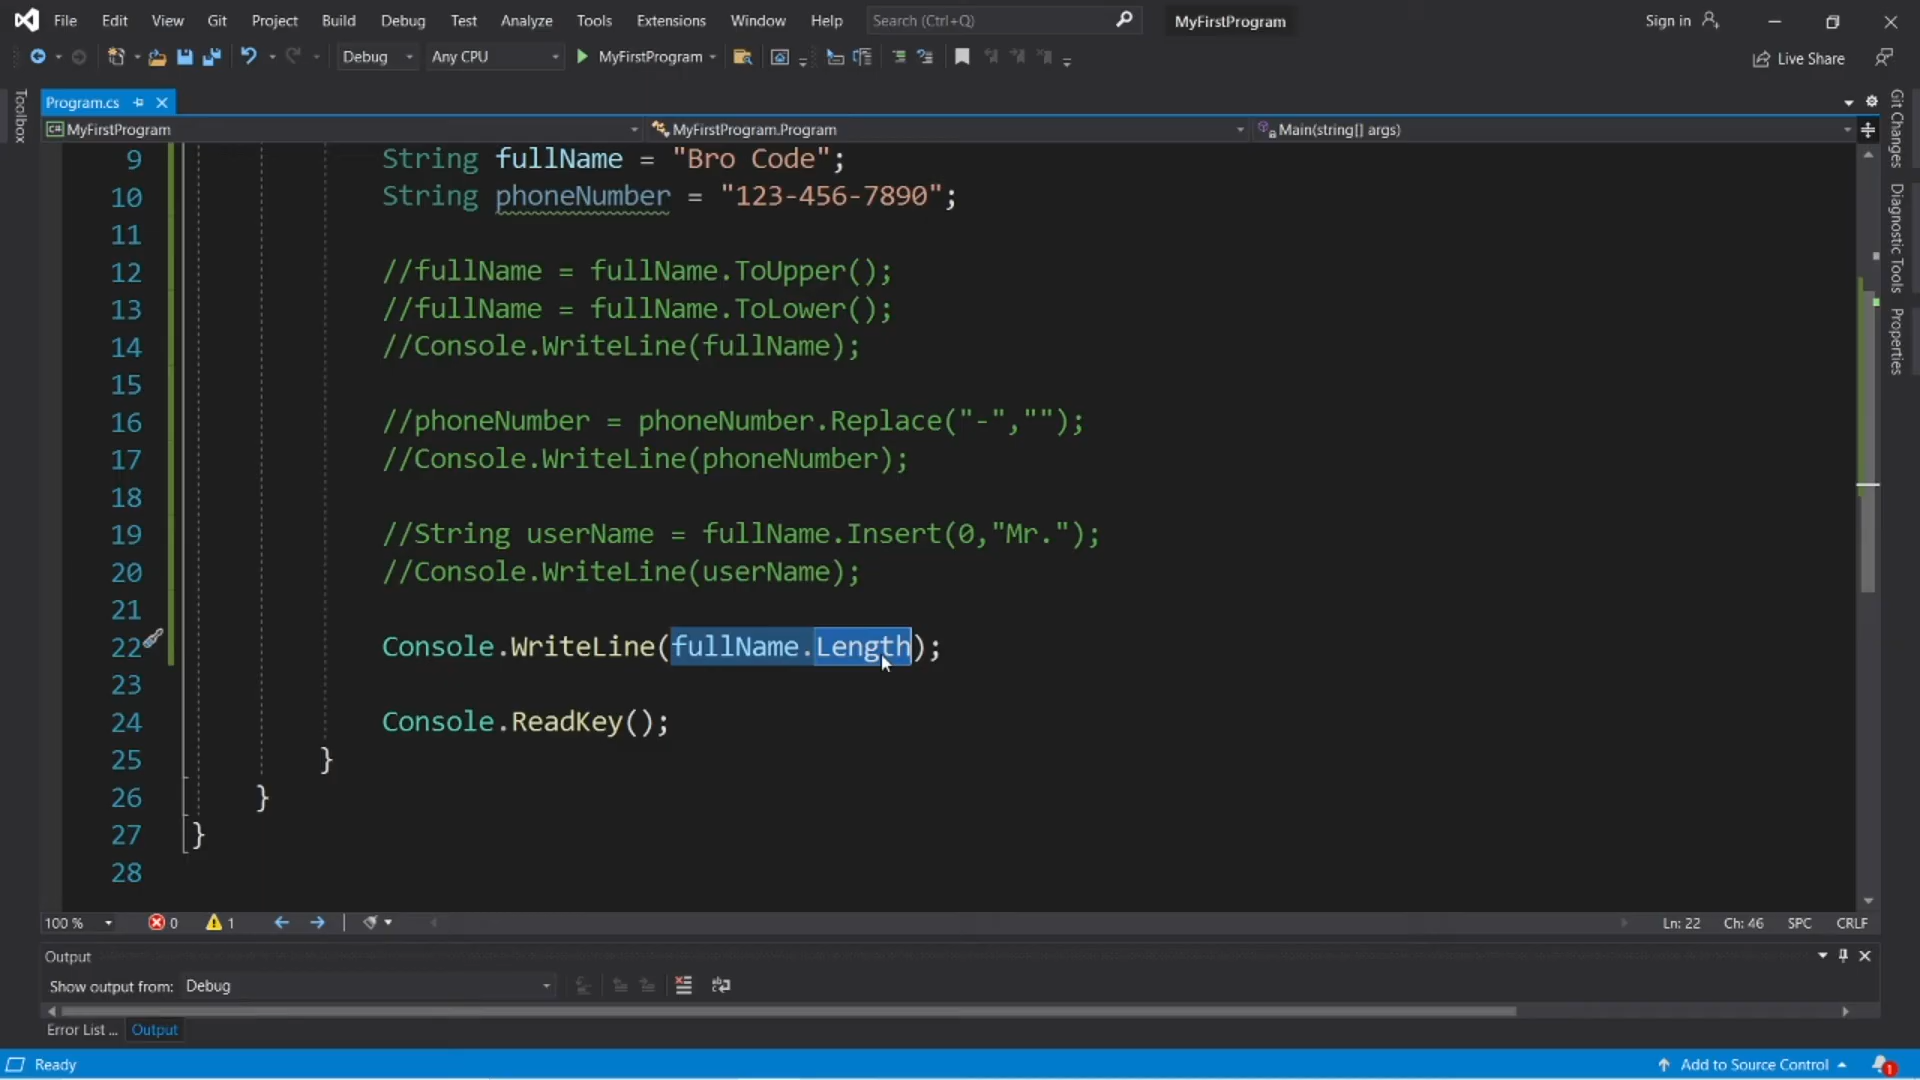 File Edit View Git Project Build Debug Test Analyze Tools Extensions Window Help Search (Ctrl+Q) MyFirstProgram Sign in
Debug Any CPU MyFirstProgram Live Share
Toolbox
Program.cs
MyFirstProgram MyFirstProgram.Program Main(string[] args)
9 String fullName = "Bro Code";
10 String phoneNumber = "123-456-7890";
11
12 //fullName = fullName.ToUpper();
13 //fullName = fullName.ToLower();
14 //Console.WriteLine(fullName);
15
16 //phoneNumber = phoneNumber.Replace("-","");
17 //Console.WriteLine(phoneNumber);
18
19 //String userName = fullName.Insert(0,"Mr.");
20 //Console.WriteLine(userName);
21
22 Console.WriteLine(fullName.Length);
23
24 Console.ReadKey();
25 }
26 }
27 }
28
Git Changes
Diagnostic Tools
Properties
100 % 0 1 Ln: 22 Ch: 46 SPC CRLF
Output
Show output from: Debug
Error List ... Output
Ready Add to Source Control 1